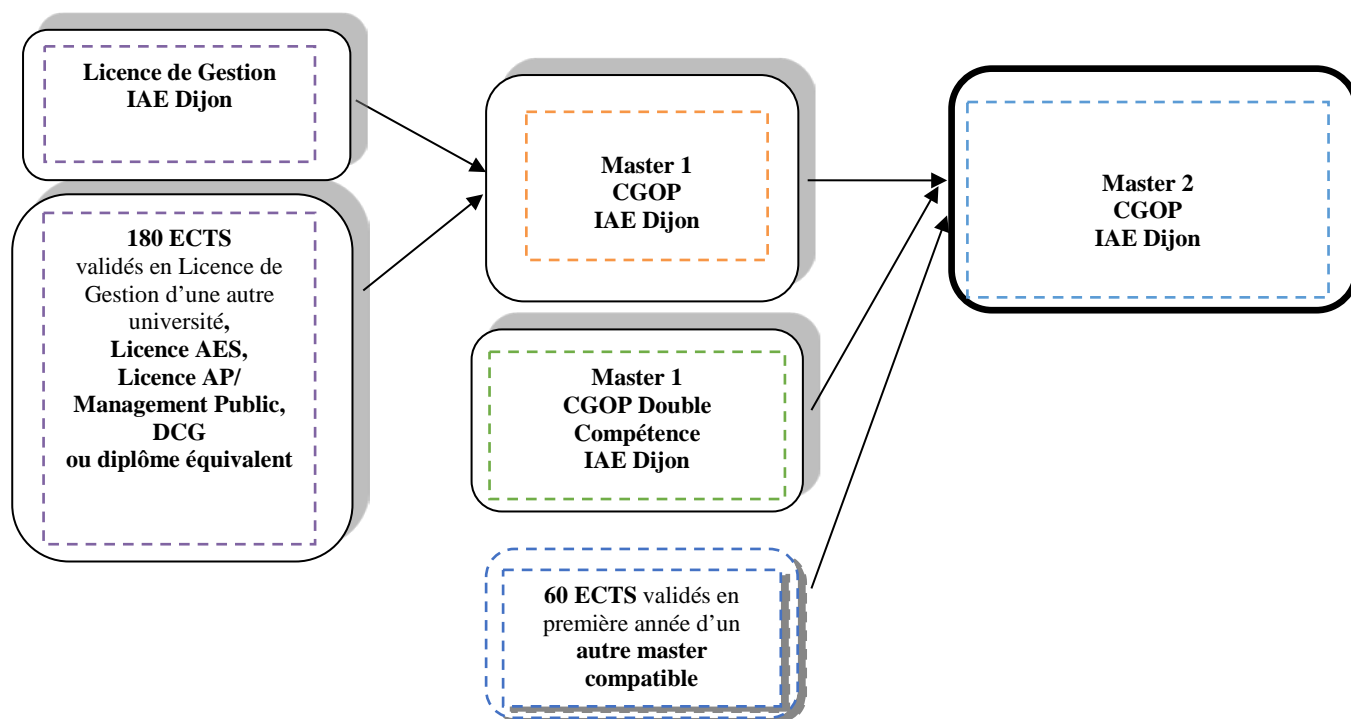 Licence de Gestion
IAE Dijon
180 ECTS
validés en Licence de
Gestion d’une autre
université,
Licence AES,
Licence AP/
Management Public,
DCG
ou diplôme équivalent
Master 1
CGOP
IAE Dijon
Master 1
CGOP Double
Compétence
IAE Dijon
60 ECTS validés en
première année d’un
autre master
compatible
Master 2
CGOP
IAE Dijon